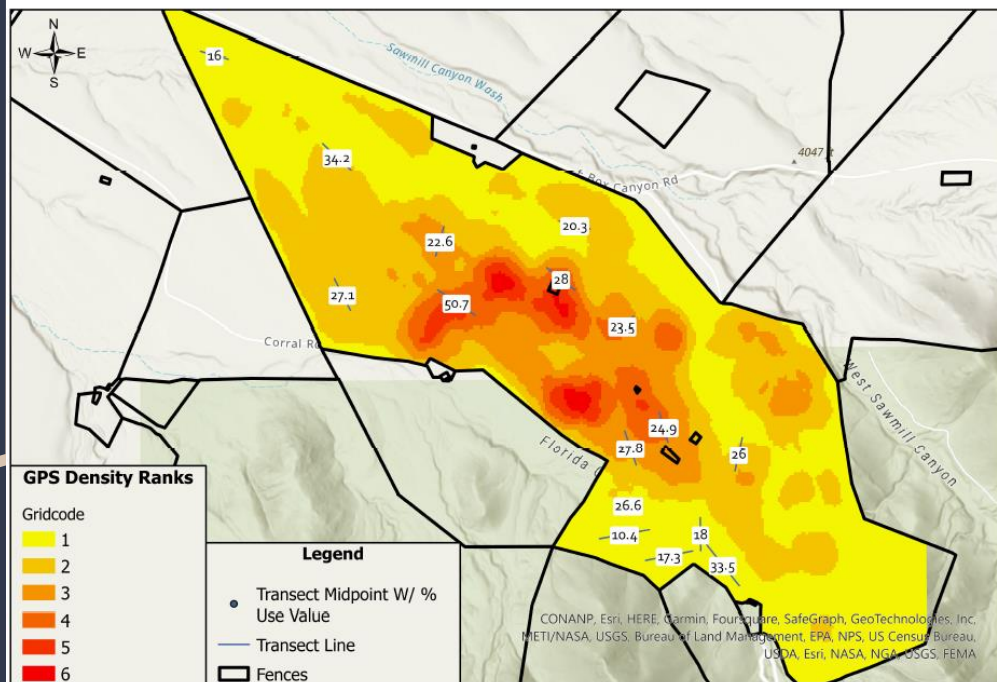 N
W E
S
Sawmill Canyon Wash
16
34.2
4047 ft
Box Canyon Rd
20.3
22.6
28
27.1
50.7
23.5
Corral Rd
West Sawmill Canyon
24.9
27.8
26
Florida
26.6
10.4
18
17.3
33.5
GPS Density Ranks
Gridcode
1
2
3
4
5
6
Legend
Transect Midpoint W/ %
Use Value
Transect Line
Fences
CONANP, Esri, HERE, Garmin, Foursquare, SafeGraph, GeoTechnologies, Inc,
METI/NASA, USGS, Bureau of Land Management, EPA, NPS, US Census Bureau,
USDA, Esri, NASA, NGA, USGS, FEMA